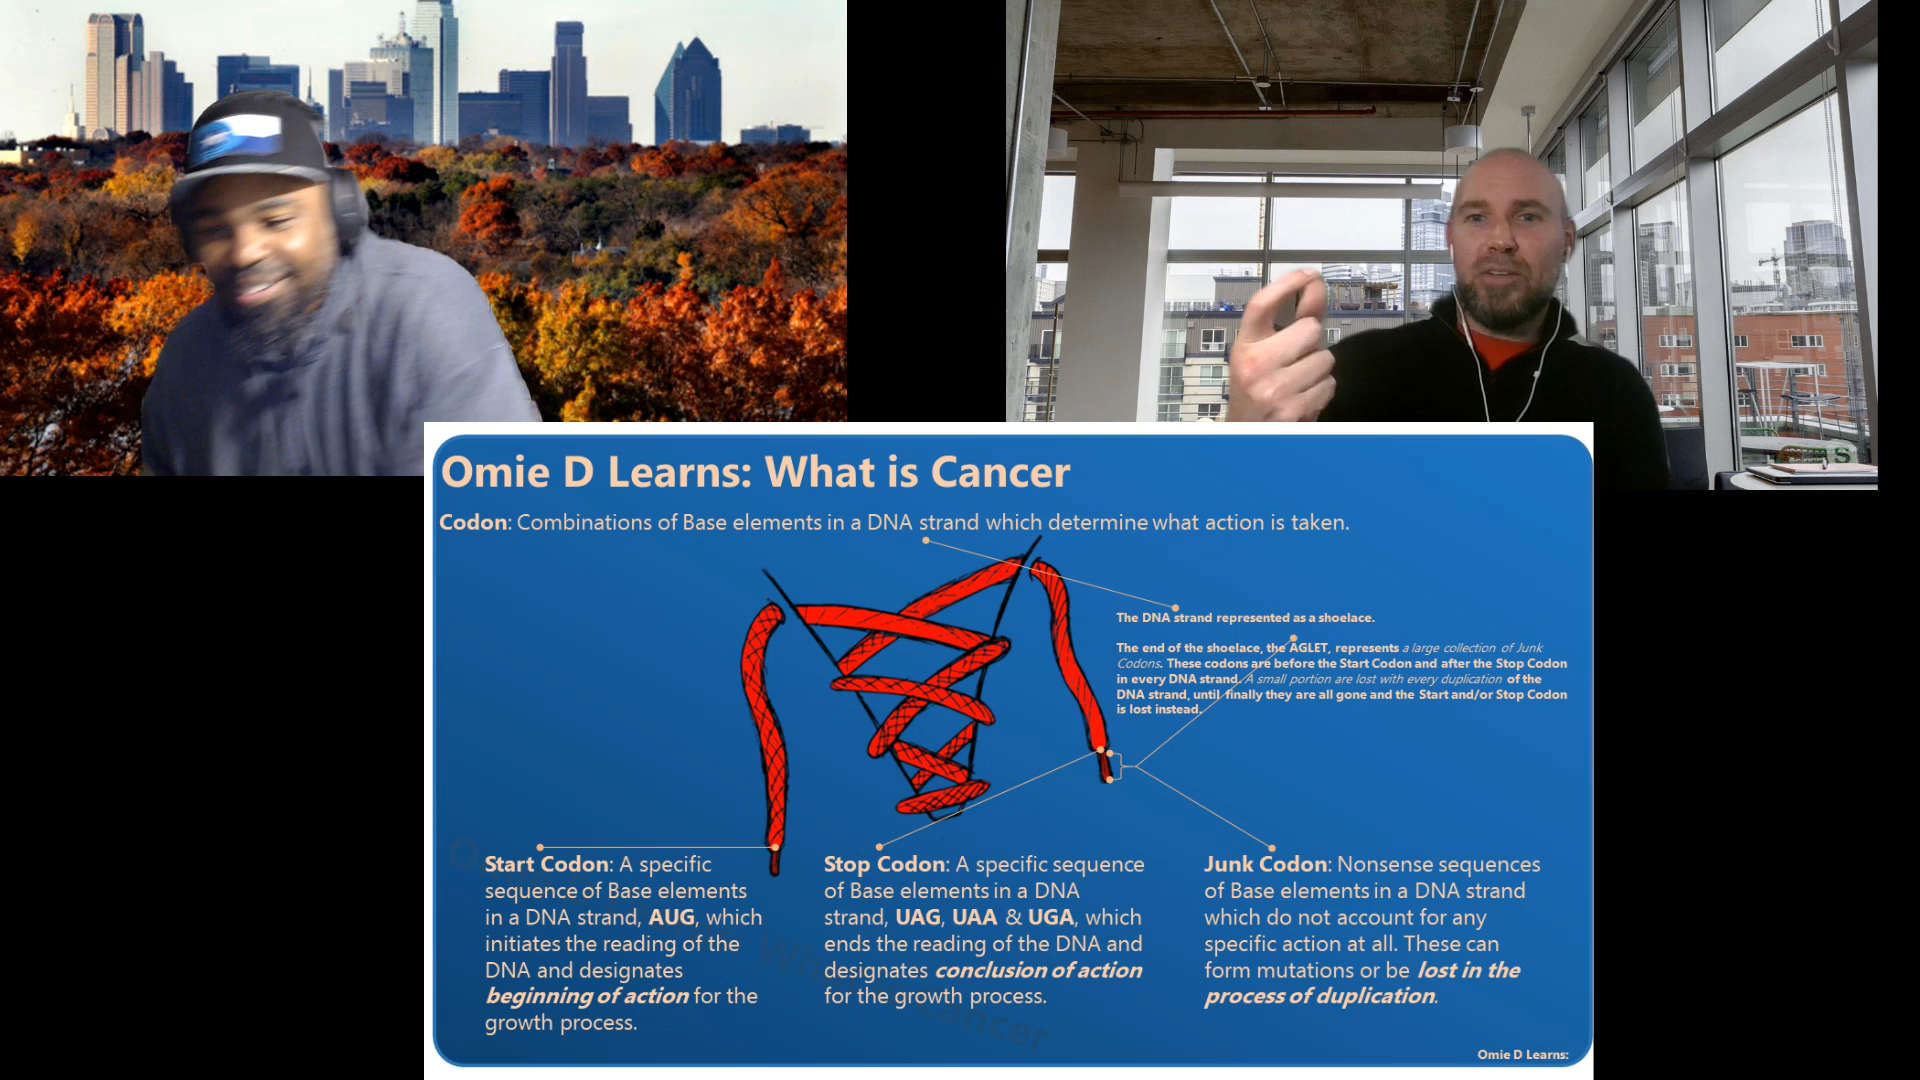 Omie D Learns: What is Cancer
Codon: Combinations of Base elements in a DNA strand which determine what action is taken.
The DNA strand represented as a shoelace.
The end of the shoelace, the AGLET, represents a large collection of Junk
Codons. These codons are before the Start Codon and after the Stop Codon
in every DNA strand. A small portion are lost with every duplication of the
DNA strand, until finally they are all gone and the Start and/or Stop Codon
is lost instead.
Start Codon: A specific
sequence of Base elements
in a DNA strand, AUG, which
initiates the reading of the
DNA and designates
beginning of action for the
growth process.
Stop Codon: A specific sequence
of Base elements in a DNA
strand, UAG, UAA & UGA, which
ends the reading of the DNA and
designates conclusion of action
for the growth process.
Junk Codon: Nonsense sequences
of Base elements in a DNA strand
which do not account for any
specific action at all. These can
form mutations or be lost in the
process of duplication.
Omie D Learns: